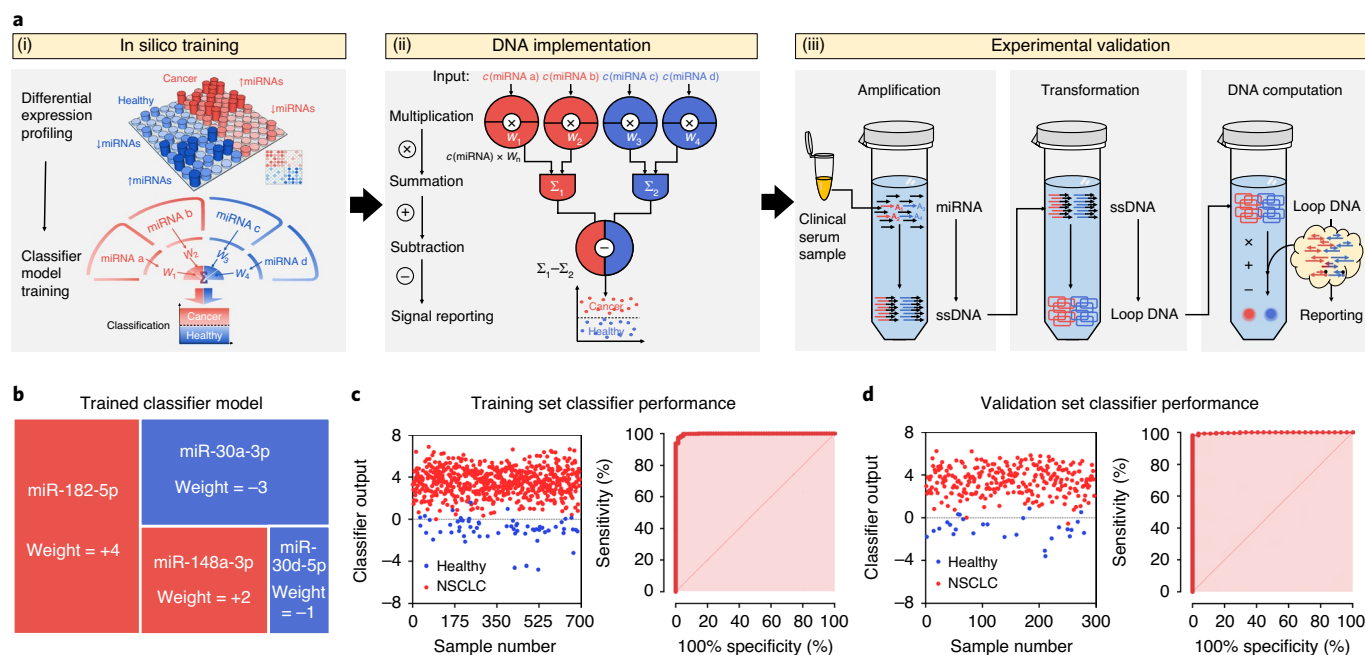 a
(i) In silico training
Differential
expression
profiling
Cancer
↑miRNAs
Healthy
↓miRNAs
↓miRNAs
↑miRNAs
Classifier
model
training
miRNA a
miRNA b
miRNA c
miRNA d
W1
W2
W3
W4
Σ
Classification
Cancer
Healthy
(ii) DNA implementation
Input: c(miRNA a) c(miRNA b) c(miRNA c) c(miRNA d)
Multiplication
×
× × × ×
W1 W2 W3 W4
c(miRNA) × Wn
Summation
Σ1 Σ2
+
Subtraction
−
Σ1−Σ2
−
Signal reporting
Cancer
Healthy
(iii) Experimental validation
Amplification
Clinical
serum
sample
miRNA
ssDNA
Transformation
ssDNA
Loop DNA
DNA computation
Loop DNA
×
+
−
Reporting
b
Trained classifier model
miR-182-5p
Weight = +4
miR-30a-3p
Weight = −3
miR-148a-3p
Weight = +2
miR-
30d-5p
Weight
= −1
c
Training set classifier performance
Classifier output
8
4
0
−4
−8
Healthy
NSCLC
0 175 350 525 700
Sample number
Sensitivity (%)
100
80
60
40
20
0
0 20 40 60 80 100
100% specificity (%)
d
Validation set classifier performance
Classifier output
8
4
0
−4
−8
Healthy
NSCLC
0 100 200 300
Sample number
Sensitivity (%)
100
80
60
40
20
0
0 20 40 60 80 100
100% specificity (%)